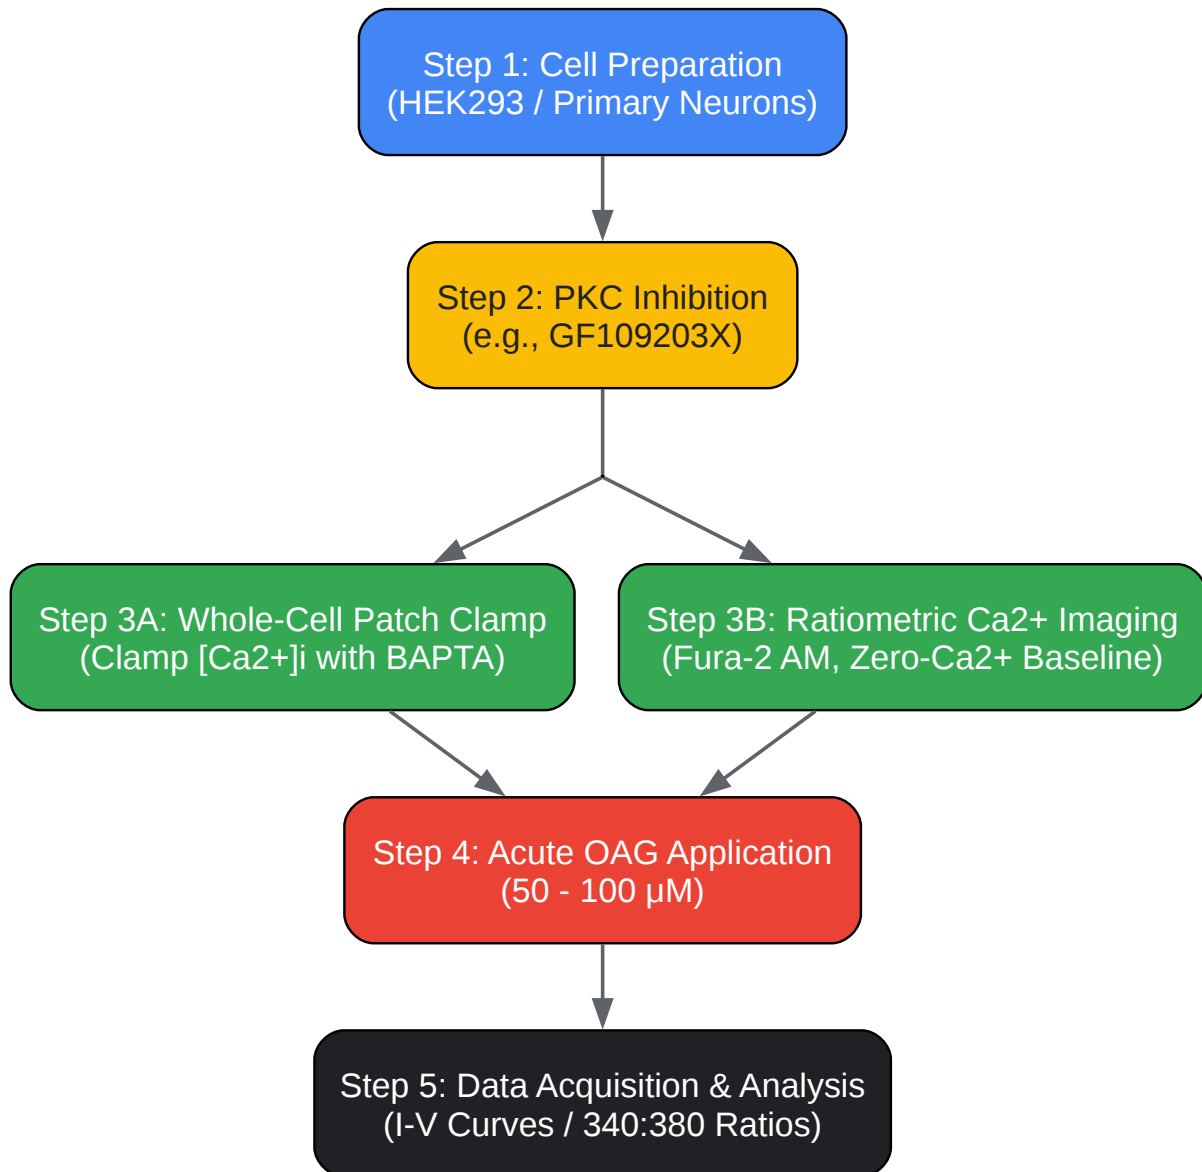 Step 1: Cell Preparation
(HEK293 / Primary Neurons)
Step 2: PKC Inhibition
(e.g., GF109203X)
Step 3A: Whole-Cell Patch Clamp
(Clamp [Ca2+]i with BAPTA)
Step 3B: Ratiometric Ca2+ Imaging
(Fura-2 AM, Zero-Ca2+ Baseline)
Step 4: Acute OAG Application
(50 - 100 μM)
Step 5: Data Acquisition & Analysis
(I-V Curves / 340:380 Ratios)